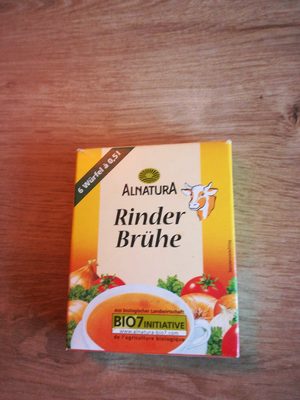 6 Würfel à 0,5 l
ALNATURA
Rinder
Brühe
aus biologischer Landwirtschaft
BIO7 INITIATIVE
www.alnatura-bio7.com
de l'agriculture biologique